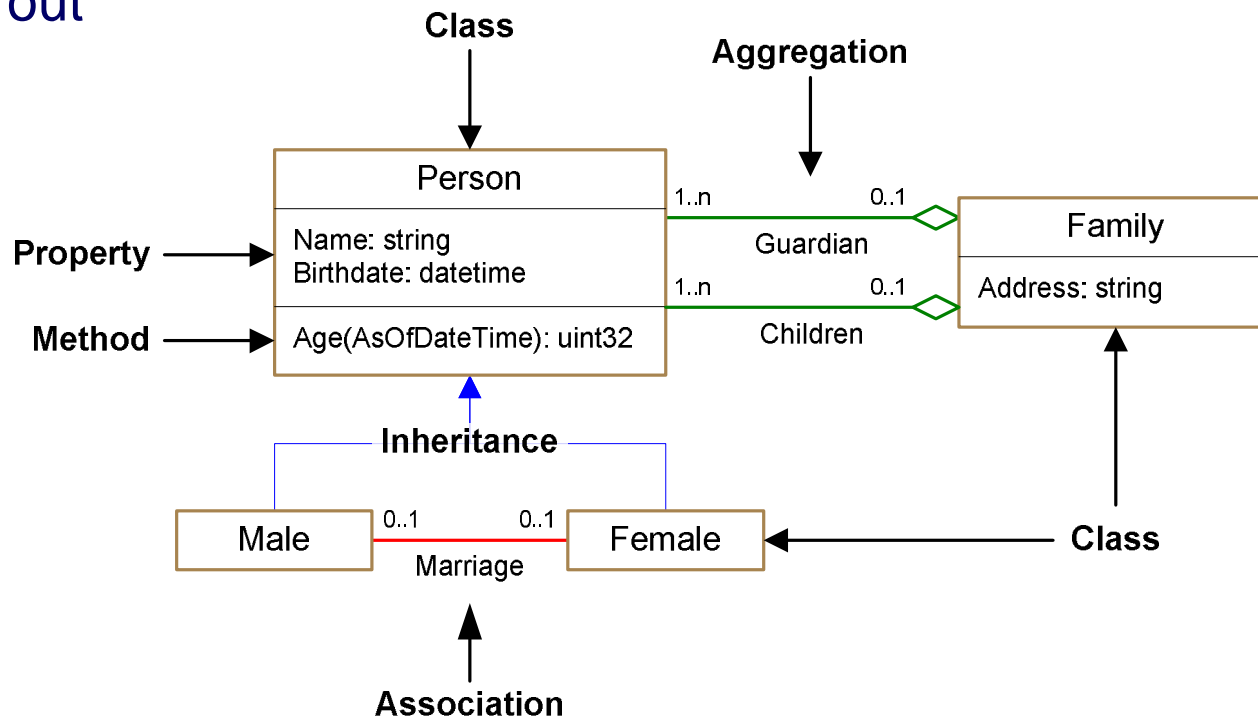 out
Class
Aggregation
Person
1..n 0..1
Family
Property
Name: string
Guardian
Birthdate: datetime
1..n 0..1
Address: string
Method
Age(AsOfDateTime): uint32
Children
Inheritance
0..1 0..1
Male
Female
Class
Marriage
Association